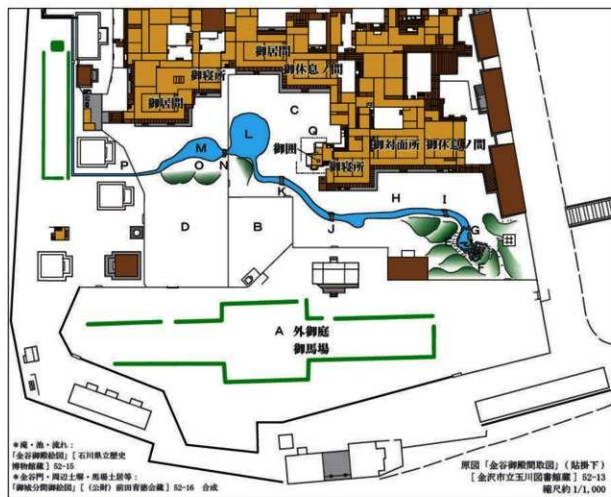 御居間
御寝所
御休息ノ間
御居間
C
Q
御囲
M
L
P
O
N
御寝所
御対面所
御休息ノ間
K
H
I
D
B
J
G
F
A 外御庭
御馬場
*滝・池・流れ:
「金谷御殿絵図」[石川県立歴史
博物館蔵] 52-15
*金谷門・周辺土塀・馬場土居等:
「御城分間御絵図」[(公財)前田育徳会蔵] 52-16 合成
原図「金谷御殿間取図」(貼掛下)
[金沢市立玉川図書館蔵] 52-13
縮尺約1/1,000